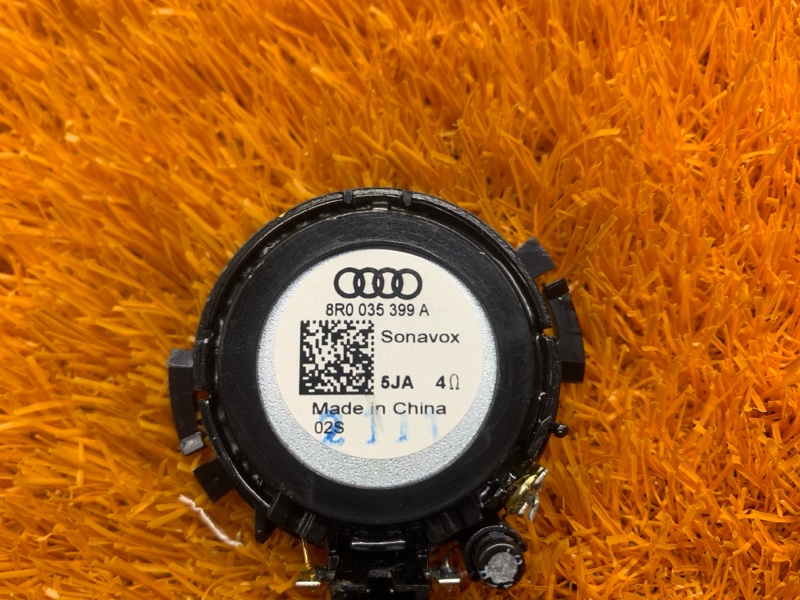 8R0 035 399 A
Sonavox
5JA 4Ω
Made in China
02S